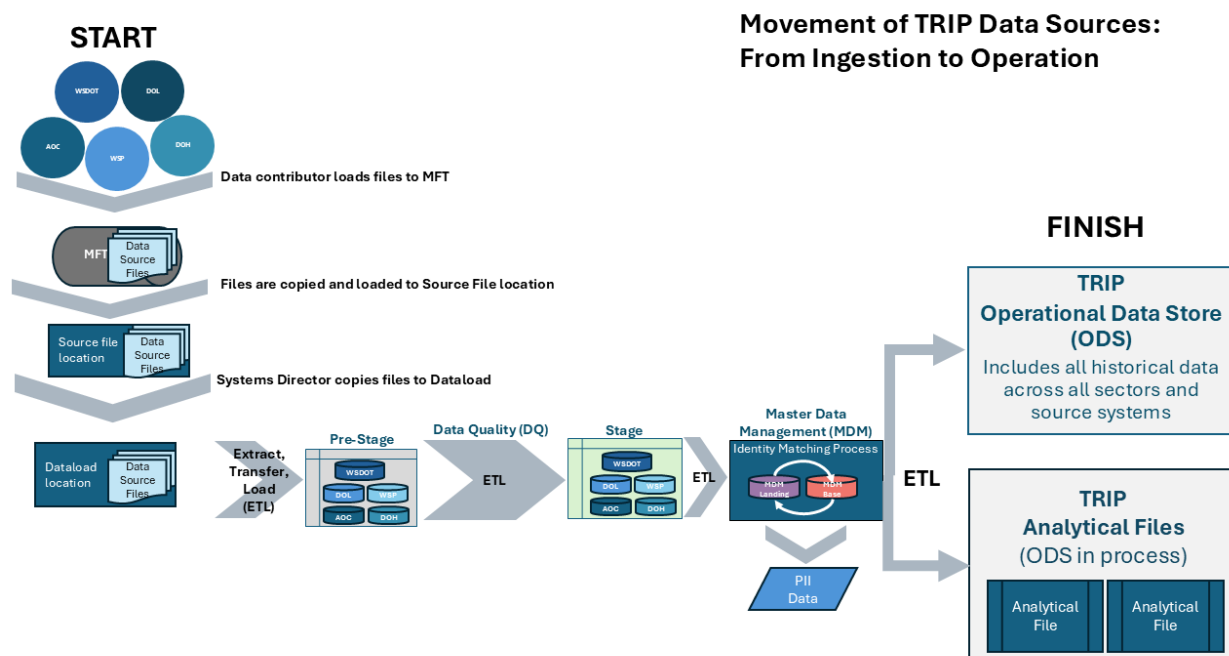 Movement of TRIP Data Sources:
From Ingestion to Operation
START
WSDOT
DOL
AOC
WSP
DOH
Data contributor loads files to MFT
MFT
Data
Source
Files
Files are copied and loaded to Source File location
Source file
location
Data
Source
Files
Systems Director copies files to Dataload
Dataload
location
Data
Source
Files
Extract,
Transfer,
Load
(ETL)
Pre-Stage
WSDOT
DOL
WSP
AOC
DOH
Data Quality (DQ)
ETL
Stage
WSDOT
DOL
WSP
AOC
DOH
ETL
Master Data
Management (MDM)
Identity Matching Process
MDM
Landing
MDM
Base
PII
Data
ETL
FINISH
TRIP
Operational Data Store
(ODS)
Includes all historical data
across all sectors and
source systems
TRIP
Analytical Files
(ODS in process)
Analytical
File
Analytical
File